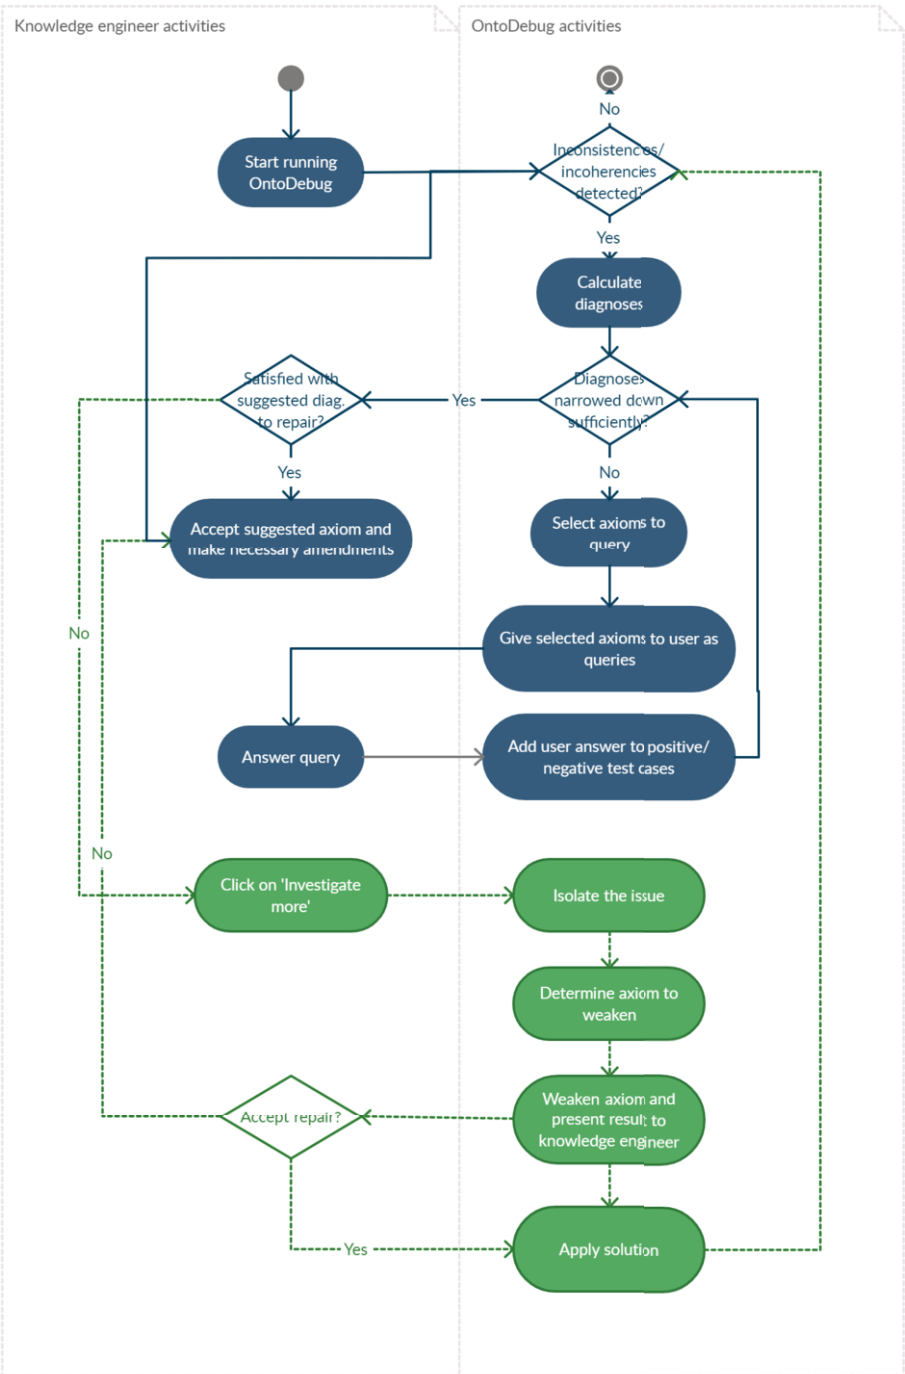 Knowledge engineer activities
OntoDebug activities
No
Start running
OntoDebug
Inconsistencies/
incoherencies
detected?
Yes
Calculate
diagnoses
Satisfied with
suggested diag.
to repair?
Yes
Diagnoses
narrowed down
sufficiently?
Yes
No
Accept suggested axiom and
make necessary amendments
Select axioms to
query
No
Give selected axioms to user as
queries
Answer query
Add user answer to positive/
negative test cases
No
Click on 'Investigate
more'
Isolate the issue
Determine axiom to
weaken
Accept repair?
Weaken axiom and
present result to
knowledge engineer
Yes
Apply solution